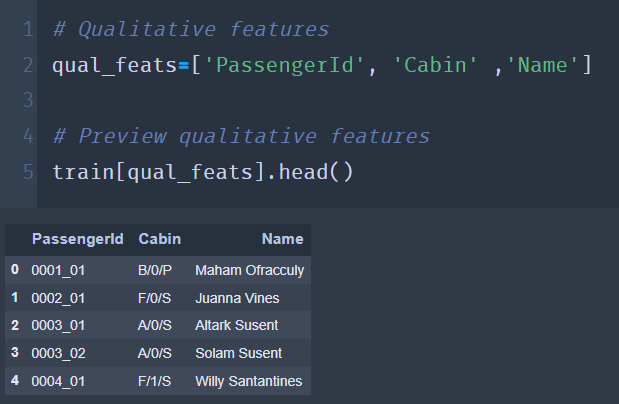 1 # Qualitative features
2 qual_feats=['PassengerId', 'Cabin' ,'Name']
3
4 # Preview qualitative features
5 train[qual_feats].head()
PassengerId Cabin Name
0 0001_01 B/0/P Maham Ofracculy
1 0002_01 F/0/S Juanna Vines
2 0003_01 A/0/S Altark Susent
3 0003_02 A/0/S Solam Susent
4 0004_01 F/1/S Willy Santantines